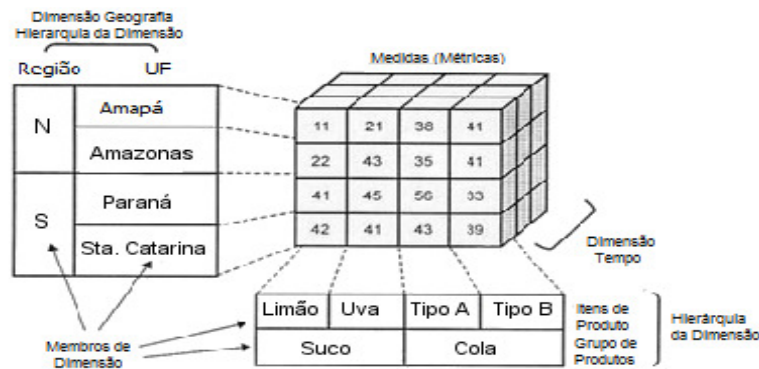 Dimensão Geografia
Hierarquia da Dimensão
Região UF
Medidas (Métricas)
N
Amapá
Amazonas
S
Paraná
Sta. Catarina
11 21 38 41
22 43 35 41
41 45 56 33
42 41 43 39
Dimensão
Tempo
Membros de
Dimensão
Limão Uva Tipo A Tipo B
Suco Cola
Itens de
Produto
Grupo de
Produtos
Hierárquia
da Dimensão